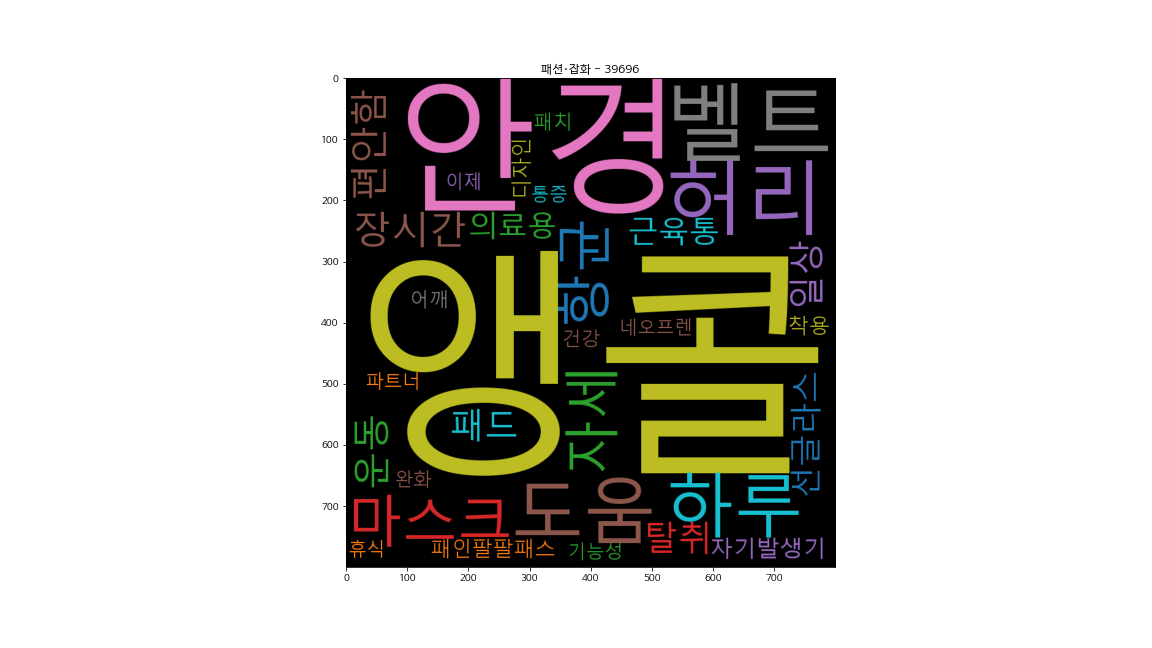 패션·잡화 - 39696
0
100
200
300
400
500
600
700
편안함
안경
패치
벨트
디자인
이제
통증
허리
장시간
의료용
근육통
향균
일상
앵클
어깨
건강
네오프렌
착용
파트너
패드
자세
선글라스
운동
완화
마스크
도움
하루
탈취
휴식
패인팔팔패스
기능성
자기발생기
0 100 200 300 400 500 600 700